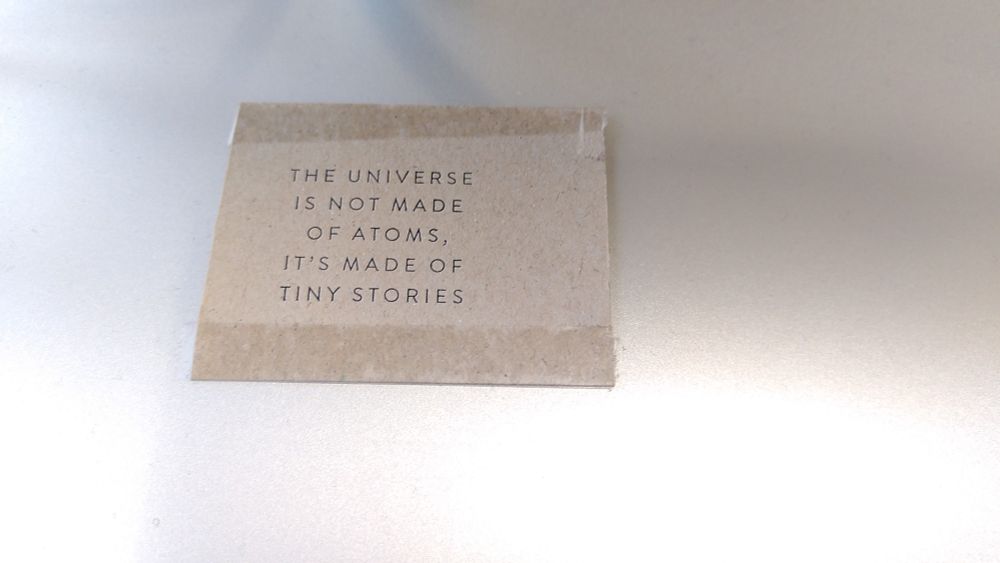 THE UNIVERSE
IS NOT MADE
OF ATOMS,
IT'S MADE OF
TINY STORIES